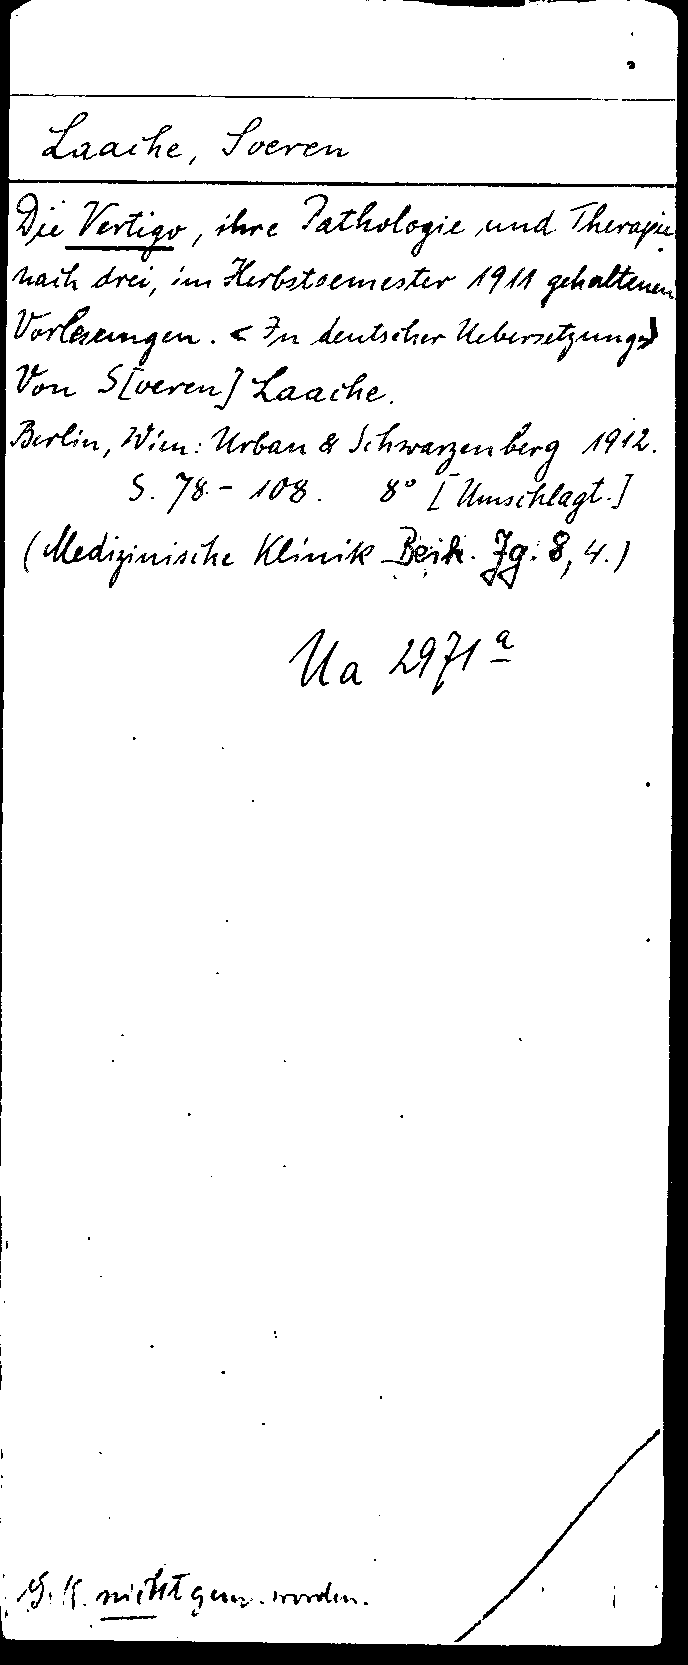 Laache, Soeren
Die Vertigo, ihre Pathologie und Therapie
nach drei, im Herbstsemester 1911 gehaltenen
Vorlesungen. < In deutscher Uebersetzung.>
Von S[oeren] Laache.
Berlin, Wien: Urban & Schwarzenberg 1912.
S. 78 - 108. 8° [Umschlagt.]
(Medizinische Klinik Beih. Jg. 8, 4.)
Ua 2971 a
G. K. nicht gem. worden.